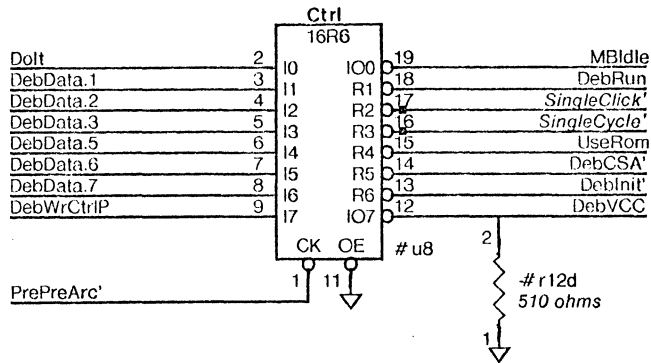 Ctrl
16R6
DoIt 2 I0 IO0 19 MBIdle
DebData.1 3 I1 R1 18 DebRun
DebData.2 4 I2 R2 17 SingleClick'
DebData.3 5 I3 R3 16 SingleCycle'
DebData.5 6 I4 R4 15 UseRom
DebData.6 7 I5 R5 14 DebCSA'
DebData.7 8 I6 R6 13 DebInit'
DebWrCtrlP 9 I7 IO7 12 DebVCC
CK OE # u8
PrePreArc' 1 11
2
-# r12d
510 ohms
1